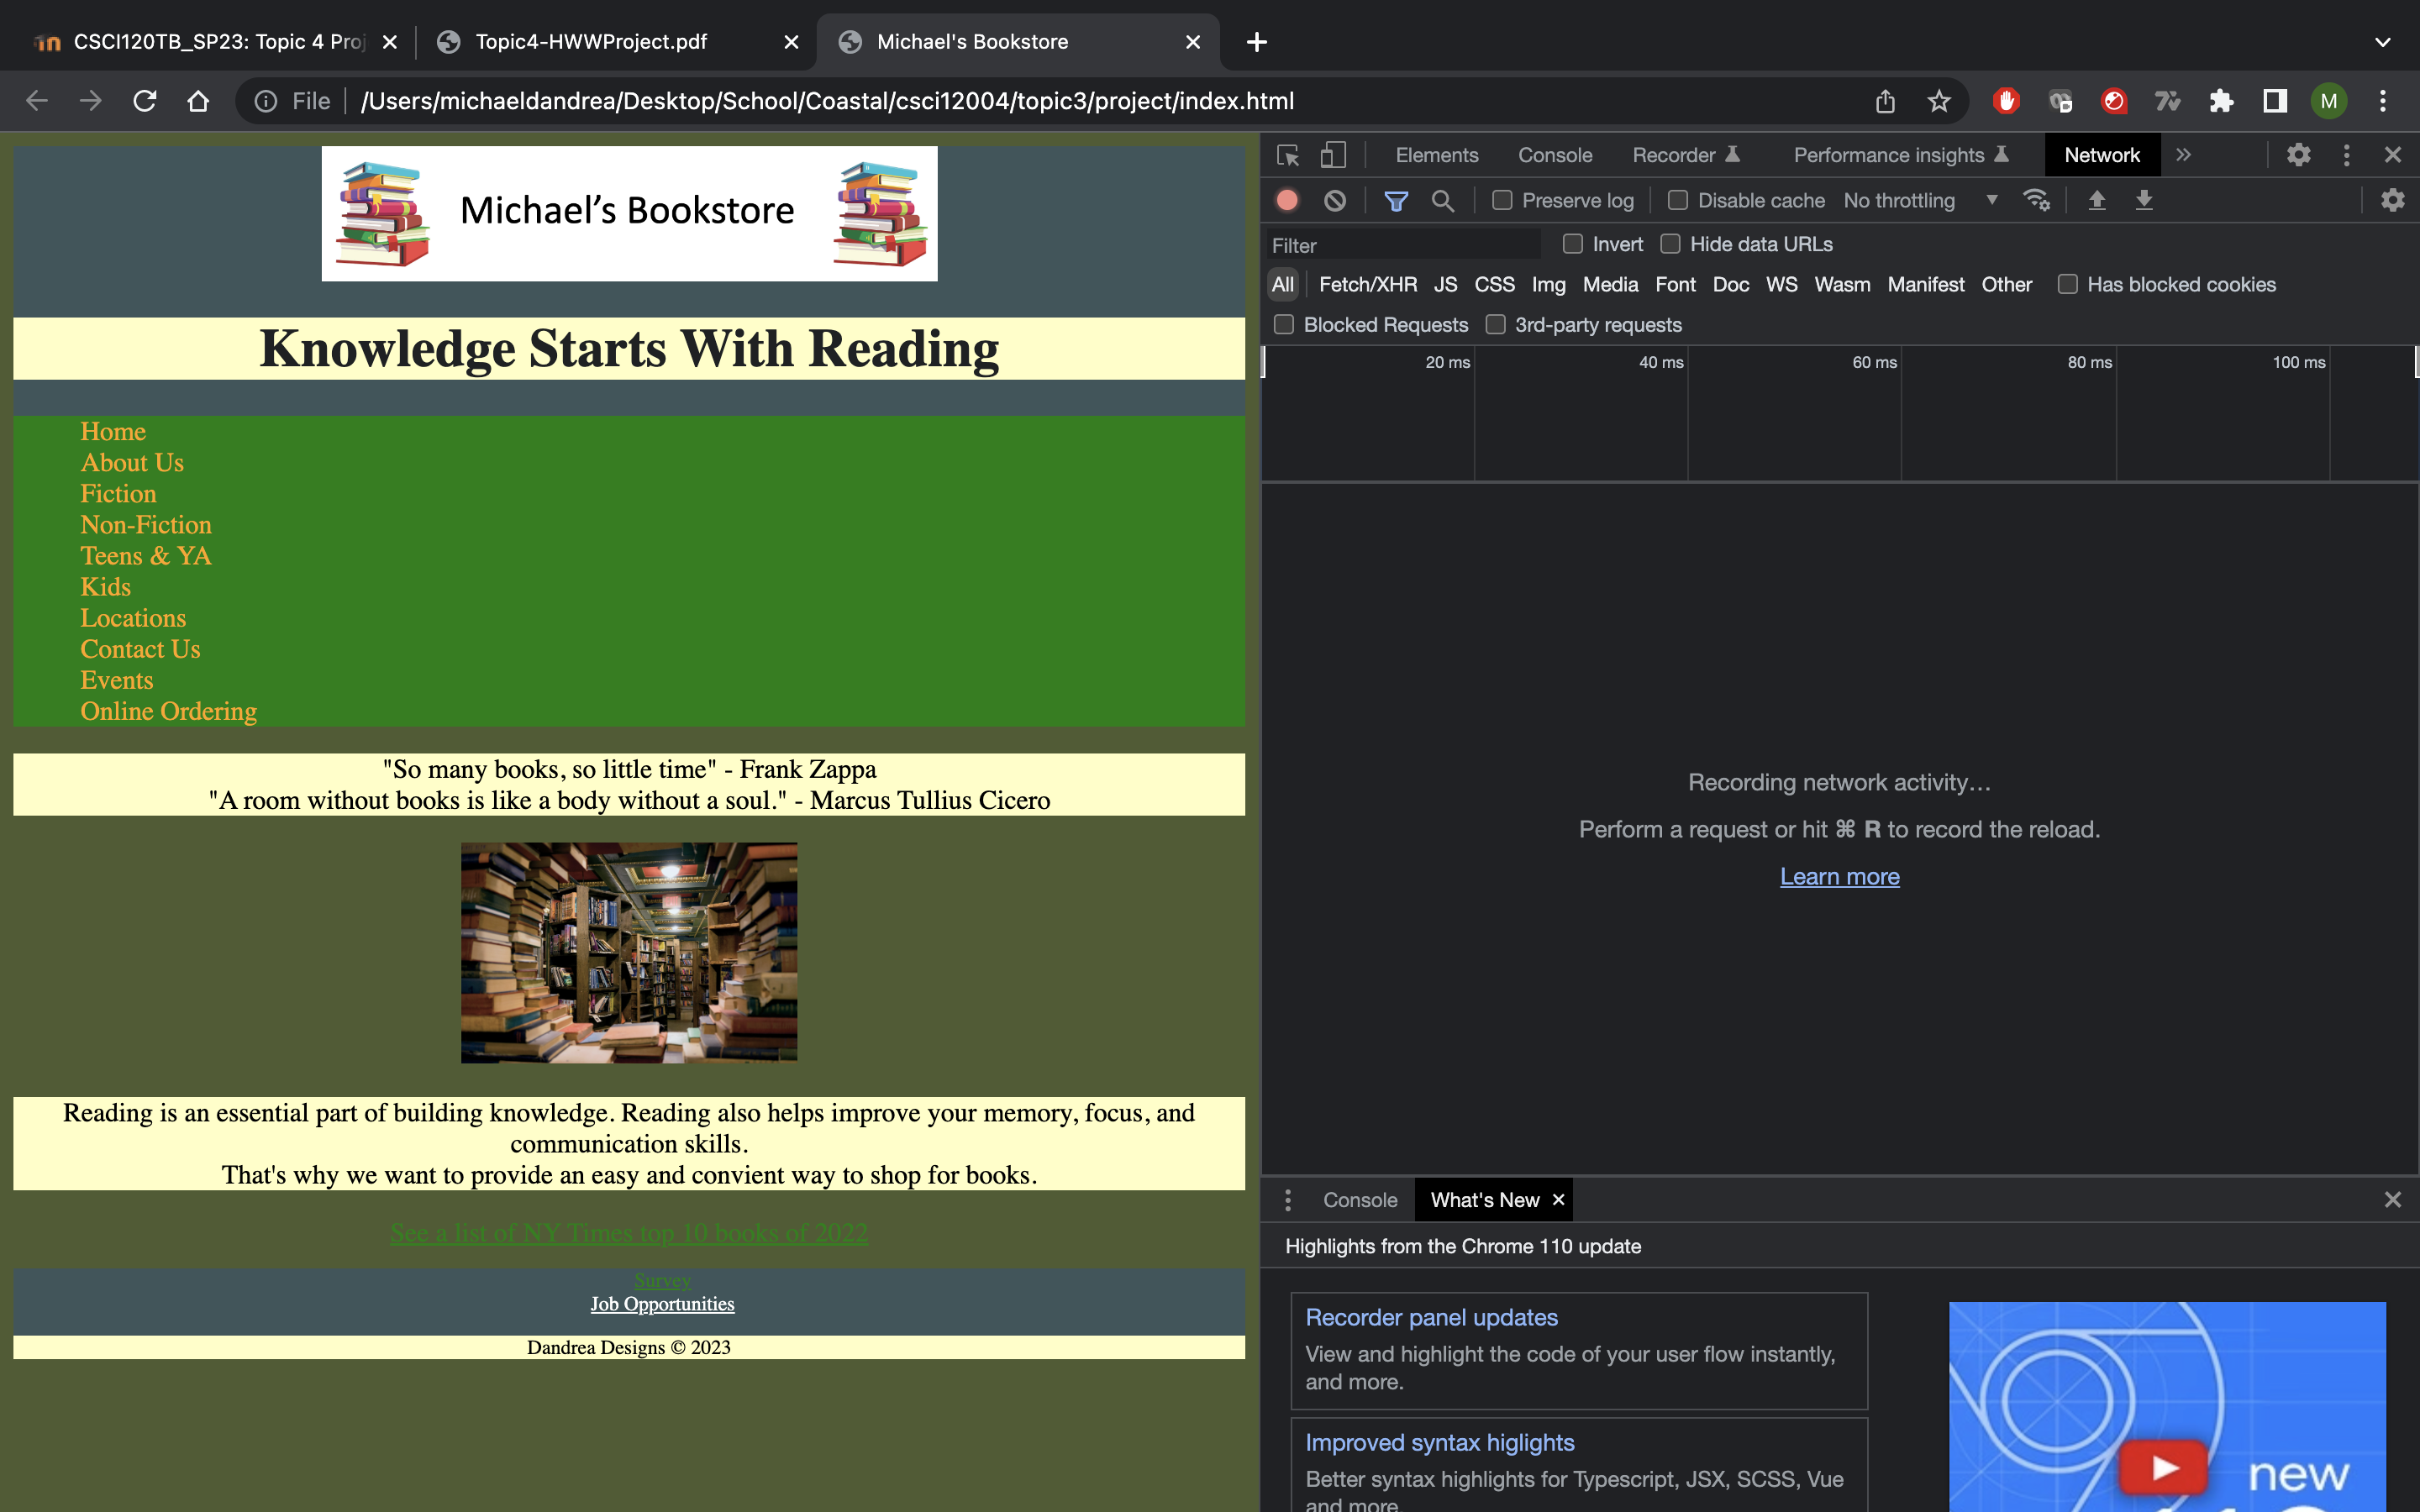 CSCI120TB_SP23: Topic 4 Proj
Topic4-HWWProject.pdf
Michael's Bookstore
File
/Users/michaeldandrea/Desktop/School/Coastal/csci12004/topic3/project/index.html
M
Michael’s Bookstore
Knowledge Starts With Reading
Home
About Us
Fiction
Non-Fiction
Teens & YA
Kids
Locations
Contact Us
Events
Online Ordering
"So many books, so little time" - Frank Zappa
"A room without books is like a body without a soul." - Marcus Tullius Cicero
Reading is an essential part of building knowledge. Reading also helps improve your memory, focus, and
communication skills.
That's why we want to provide an easy and convient way to shop for books.
See a list of NY Times top 10 books of 2022
Survey
Job Opportunities
Dandrea Designs © 2023
Elements Console Recorder Performance insights Network
Preserve log Disable cache No throttling
Filter Invert Hide data URLs
All Fetch/XHR JS CSS Img Media Font Doc WS Wasm Manifest Other Has blocked cookies
Blocked Requests 3rd-party requests
20 ms 40 ms 60 ms 80 ms 100 ms
Recording network activity…
Perform a request or hit ⌘ R to record the reload.
Learn more
Console What's New
Highlights from the Chrome 110 update
Recorder panel updates
View and highlight the code of your user flow instantly,
and more.
Improved syntax higlights
Better syntax highlights for Typescript, JSX, SCSS, Vue
and more.
new